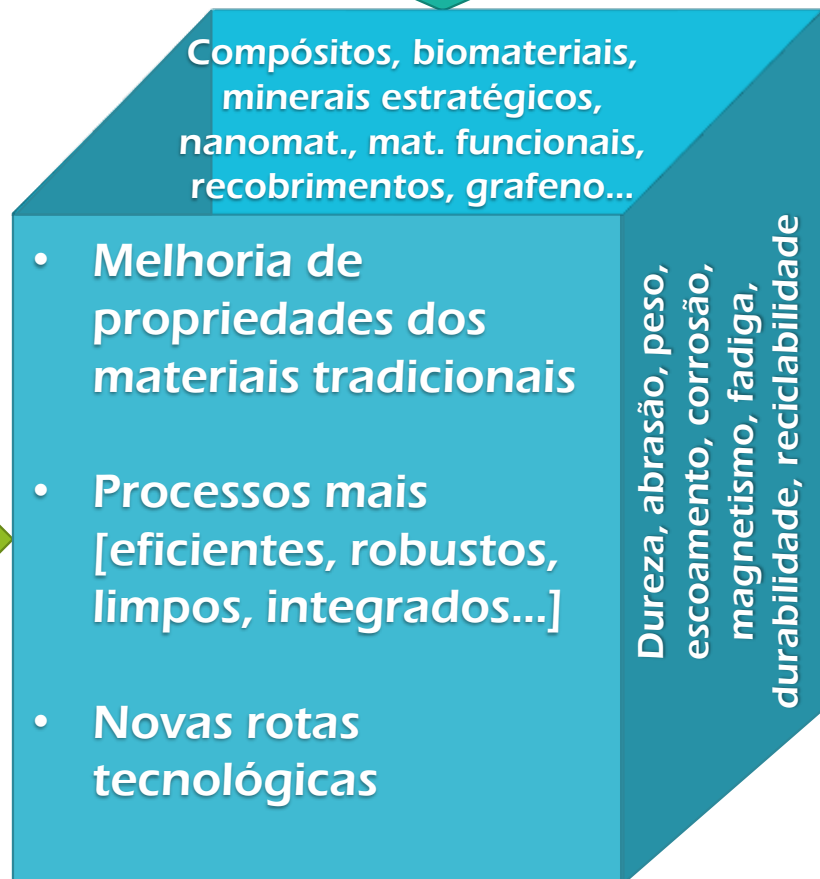 Compósitos, biomateriais,
minerais estratégicos,
nanomat., mat. funcionais,
recobrimentos, grafeno...
• Melhoria de
propriedades dos
materiais tradicionais
• Processos mais
[eficientes, robustos,
limpos, integrados...]
• Novas rotas
tecnológicas
Dureza, abrasão, peso,
escoamento, corrosão,
magnetismo, fadiga,
durabilidade, reciclabilidade